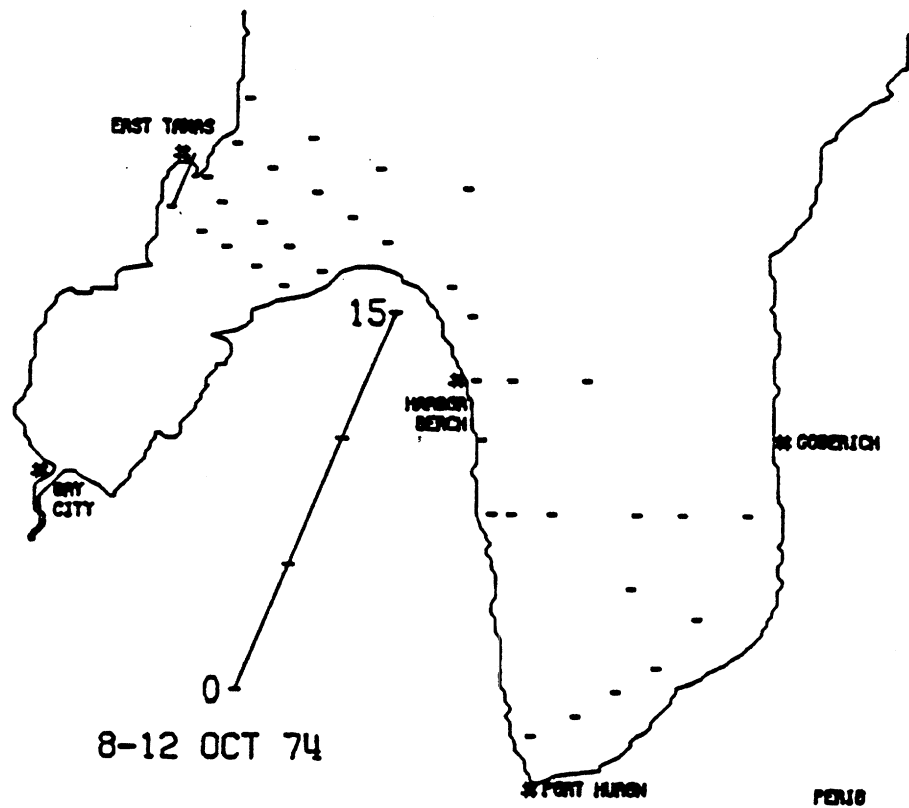 EAST TAWAS
15
HARBOR
BEACH
GODERICH
BAY
CITY
0
8-12 OCT 74
PORT HURON